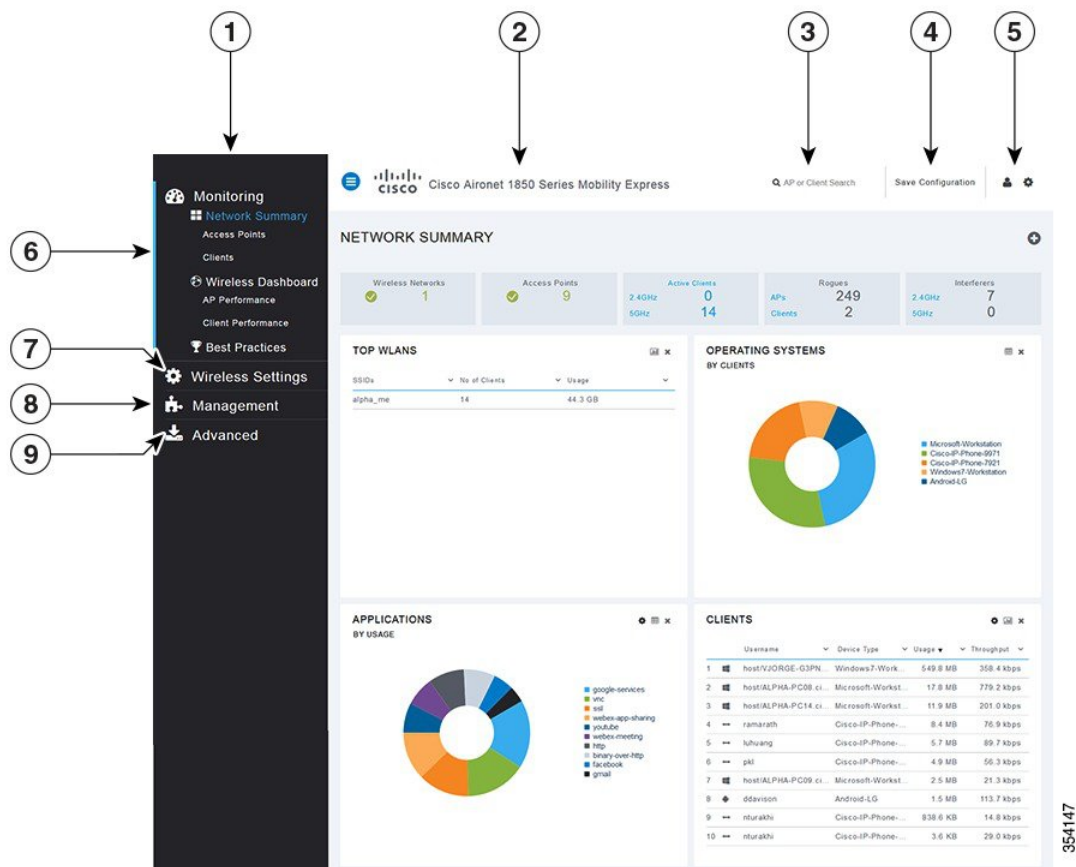 1
2
3
4
5
6
7
8
9
Monitoring
Network Summary
Access Points
Clients
Wireless Dashboard
AP Performance
Client Performance
Best Practices
Wireless Settings
Management
Advanced
CISCO Cisco Aironet 1850 Series Mobility Express
AP or Client Search
Save Configuration
NETWORK SUMMARY
Wireless Networks
1
Access Points
9
Active Clients
2.4GHz 0
5GHz 14
Rogues
APs 249
Clients 2
Interferers
2.4GHz 7
5GHz 0
TOP WLANS
SSIDs No of Clients Usage
alpha_me 14 44.3 GB
OPERATING SYSTEMS
BY CLIENTS
Microsoft-Workstation
Cisco-IP-Phone-9971
Cisco-IP-Phone-7921
Windows7-Workstation
Android-LG
APPLICATIONS
BY USAGE
google-services
vnc
ssl
webex-app-sharing
youtube
webex-meeting
http
binary-over-http
facebook
gmail
CLIENTS
Username Device Type Usage Throughput
1 host/VJORGE-G3PN... Windows7-Work... 549.8 MB 358.4 kbps
2 host/ALPHA-PC08.ci... Microsoft-Workst... 17.8 MB 779.2 kbps
3 host/ALPHA-PC14.ci... Microsoft-Workst... 11.9 MB 201.0 kbps
4 ramarath Cisco-IP-Phone-... 8.4 MB 76.9 kbps
5 luhuang Cisco-IP-Phone-... 5.7 MB 89.7 kbps
6 pkl Cisco-IP-Phone-... 4.9 MB 56.3 kbps
7 host/ALPHA-PC09.ci... Microsoft-Workst... 2.5 MB 21.3 kbps
8 ddavison Android-LG 1.5 MB 113.7 kbps
9 nturakhi Cisco-IP-Phone-... 838.6 KB 14.8 kbps
10 nturakhi Cisco-IP-Phone-... 3.6 KB 29.0 kbps
354147